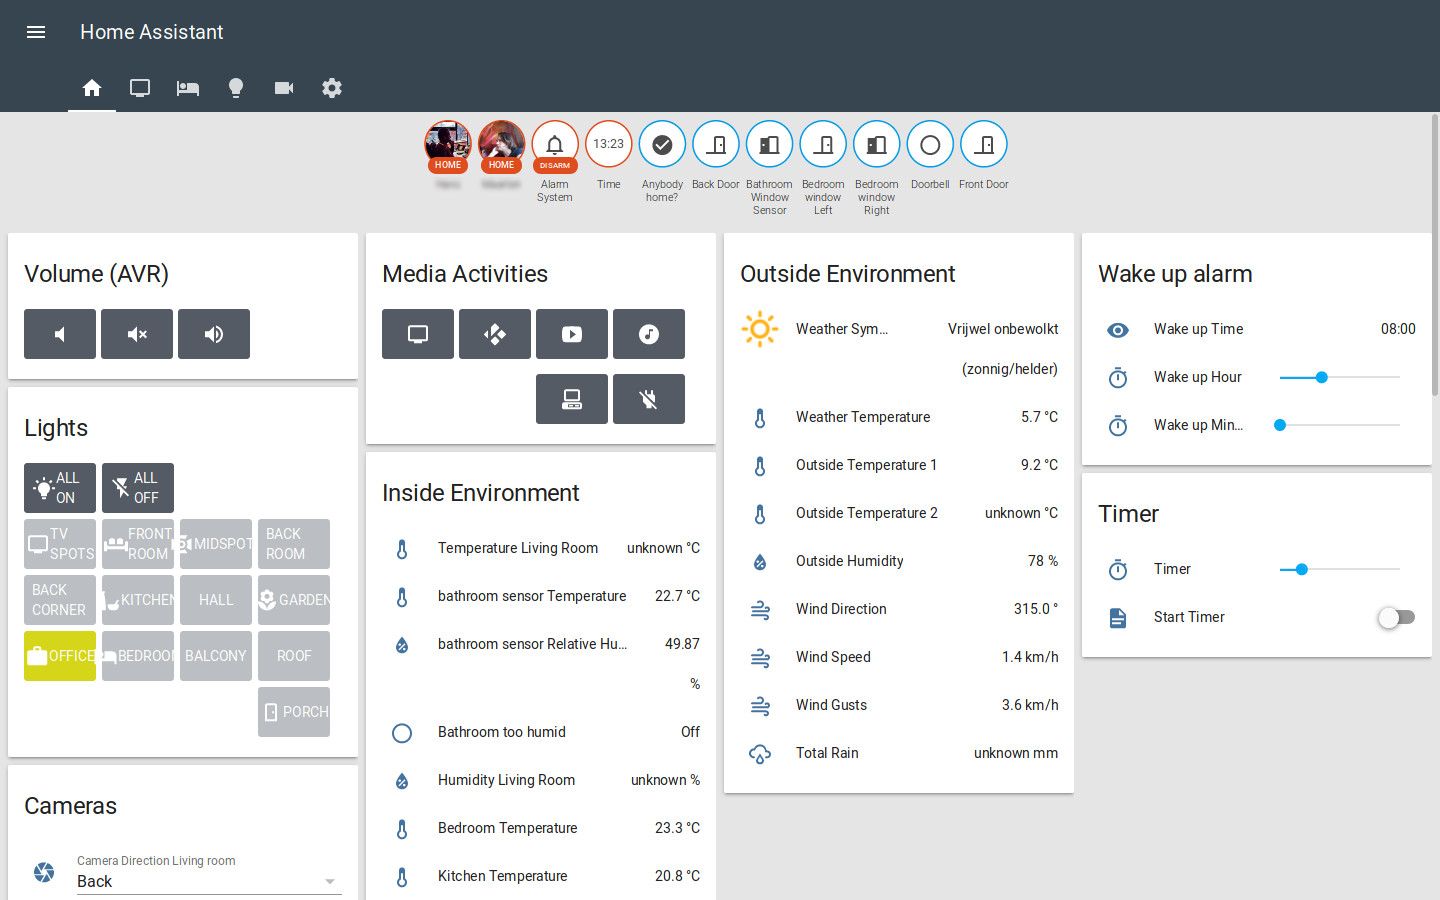 Home Assistant
HOME
HOME
DISARM
13:23
Alarm
System
Time
Anybody
home?
Back Door
Bathroom
Window
Sensor
Bedroom
window
Left
Bedroom
window
Right
Doorbell
Front Door
Volume (AVR)
Lights
ALL
ON
ALL
OFF
TV
SPOTS
FRONT
ROOM
MIDSPOT
BACK
ROOM
BACK
CORNER
KITCHEN
HALL
GARDEN
OFFICE
BEDROOM
BALCONY
ROOF
PORCH
Cameras
Camera Direction Living room
Back
Media Activities
Inside Environment
Temperature Living Room unknown °C
bathroom sensor Temperature 22.7 °C
bathroom sensor Relative Hu... 49.87
%
Bathroom too humid Off
Humidity Living Room unknown %
Bedroom Temperature 23.3 °C
Kitchen Temperature 20.8 °C
Outside Environment
Weather Sym... Vrijwel onbewolkt
(zonnig/helder)
Weather Temperature 5.7 °C
Outside Temperature 1 9.2 °C
Outside Temperature 2 unknown °C
Outside Humidity 78 %
Wind Direction 315.0 °
Wind Speed 1.4 km/h
Wind Gusts 3.6 km/h
Total Rain unknown mm
Wake up alarm
Wake up Time 08:00
Wake up Hour
Wake up Min...
Timer
Timer
Start Timer